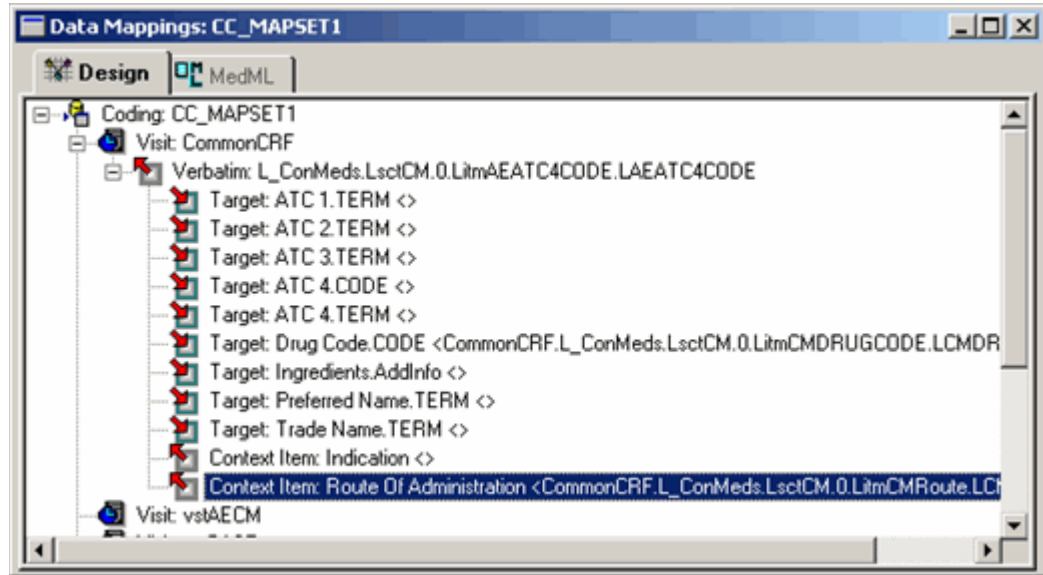 Data Mappings: CC_MAPSET1
Design MedML
Coding: CC_MAPSET1
Visit: CommonCRF
Verbatim: L_ConMeds.LsctCM.0.LitmAEATC4CODE.LAEATC4CODE
Target: ATC 1.TERM <>
Target: ATC 2.TERM <>
Target: ATC 3.TERM <>
Target: ATC 4.CODE <>
Target: ATC 4.TERM <>
Target: Drug Code.CODE <CommonCRF.L_ConMeds.LsctCM.0.LitmCMDRUGCODE.LCMDR
Target: Ingredients.AddInfo <>
Target: Preferred Name.TERM <>
Target: Trade Name.TERM <>
Context Item: Indication <>
Context Item: Route Of Administration <CommonCRF.L_ConMeds.LsctCM.0.LitmCMRoute.LCM
Visit: vstAECM